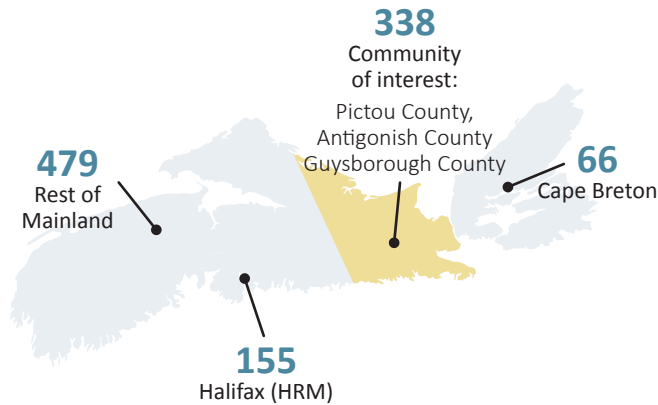 338
Community
of interest:
Pictou County,
Antigonish County
Guysborough County
479
Rest of
Mainland
66
Cape Breton
155
Halifax (HRM)